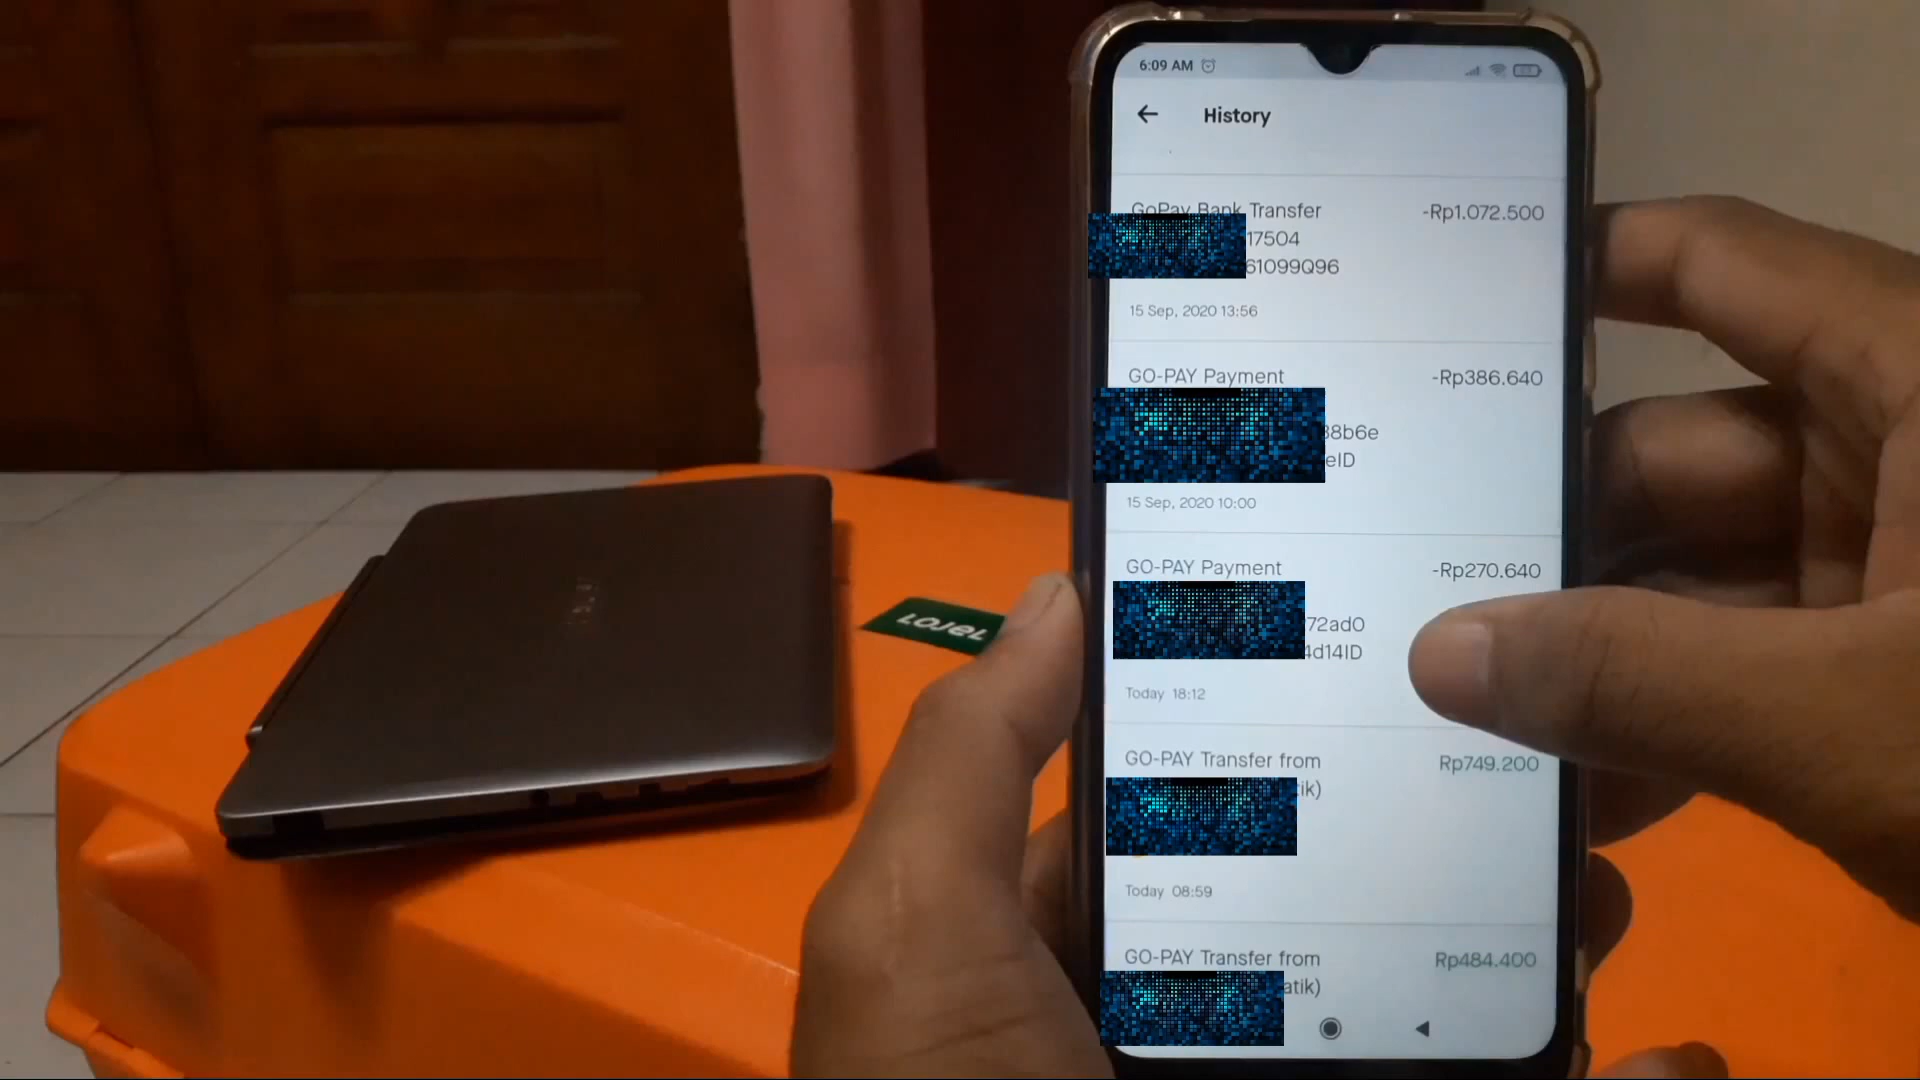 6:09 AM
History
GoPay Bank Transfer
-Rp1.072.500
17504
61099Q96
15 Sep, 2020 13:56
GO-PAY Payment
-Rp386.640
38b6e
eID
15 Sep, 2020 10:00
GO-PAY Payment
-Rp270.640
72ad0
4d14ID
Today 18:12
GO-PAY Transfer from
Rp749.200
ik)
Today 08:59
GO-PAY Transfer from
Rp484.400
atik)
LOJEL